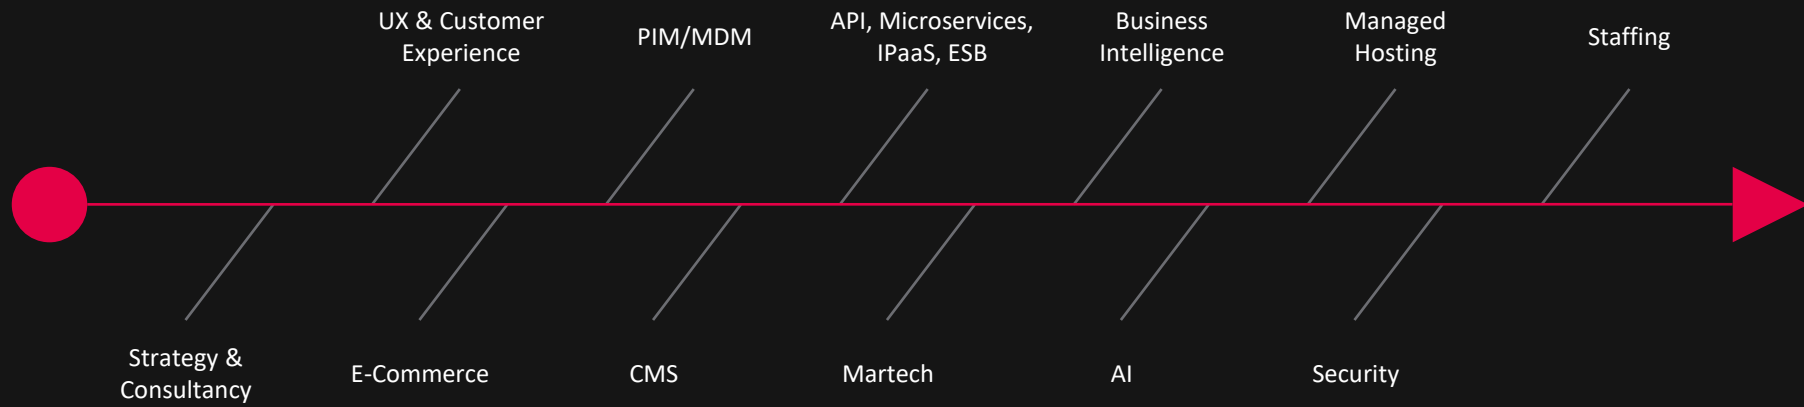 UX & Customer
Experience
PIM/MDM
API, Microservices,
IPaaS, ESB
Business
Intelligence
Managed
Hosting
Staffing
Strategy &
Consultancy
E-Commerce
CMS
Martech
AI
Security